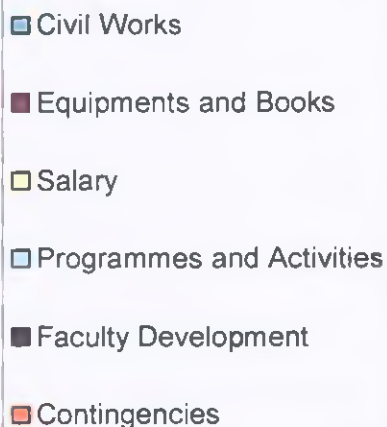 Civil Works
Equipments and Books
Salary
Programmes and Activities
Faculty Development
Contingencies